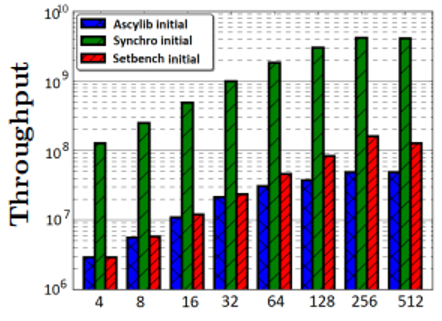 10^10
Ascylib initial
Synchro initial
Setbench initial
10^9
10^8
10^7
10^6
Throughput
4 8 16 32 64 128 256 512